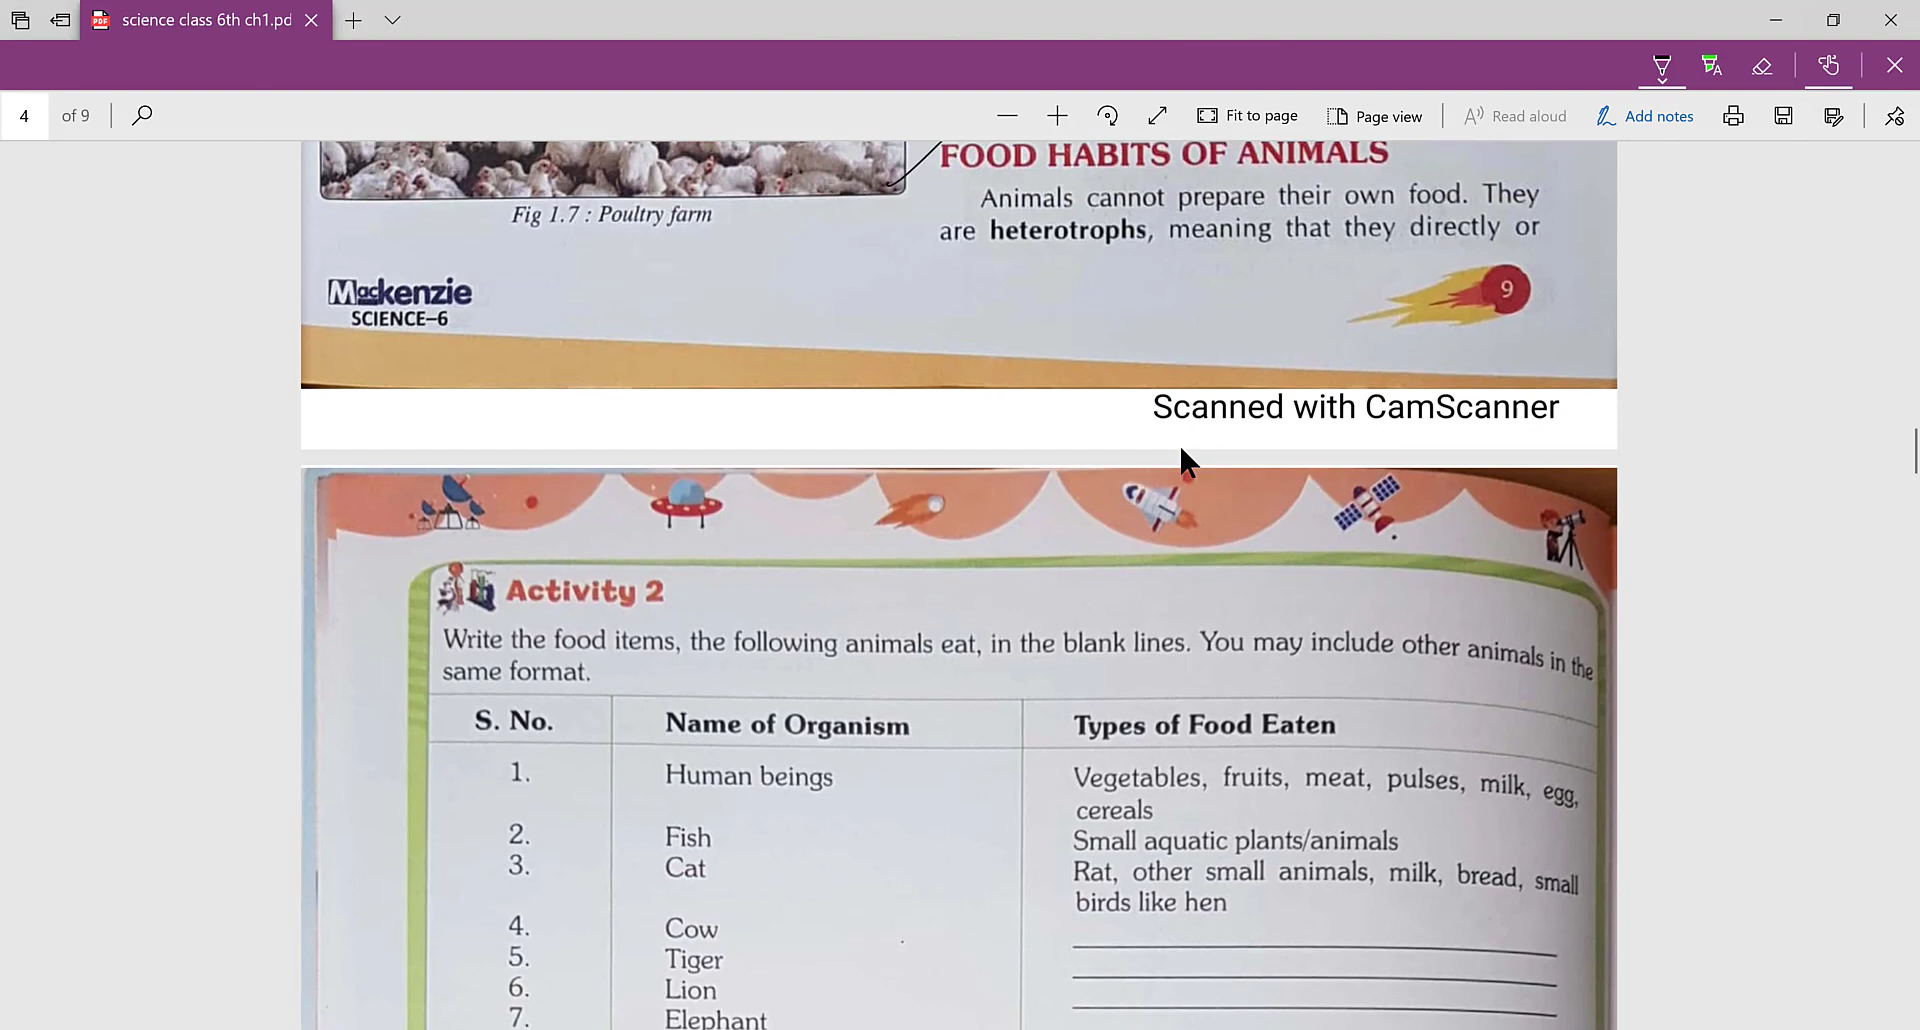 science class 6th ch1.pd
4 of 9
Fit to page
Page view
Read aloud
Add notes
FOOD HABITS OF ANIMALS
Animals cannot prepare their own food. They
are heterotrophs, meaning that they directly or
Fig 1.7 : Poultry farm
Mackenzie
SCIENCE–6
9
Scanned with CamScanner
Activity 2
Write the food items, the following animals eat, in the blank lines. You may include other animals in the
same format.
S. No. Name of Organism Types of Food Eaten
1. Human beings Vegetables, fruits, meat, pulses, milk, egg,
cereals
2. Fish Small aquatic plants/animals
3. Cat Rat, other small animals, milk, bread, small
birds like hen
4. Cow
5. Tiger
6. Lion
7. Elephant